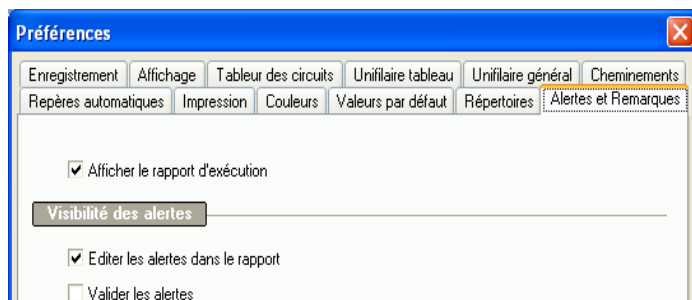 Préférences
Enregistrement Affichage Tableur des circuits Unifilaire tableau Unifilaire général Cheminements
Repères automatiques Impression Couleurs Valeurs par défaut Répertoires Alertes et Remarques
Afficher le rapport d'exécution
Visibilité des alertes
Editer les alertes dans le rapport
Valider les alertes